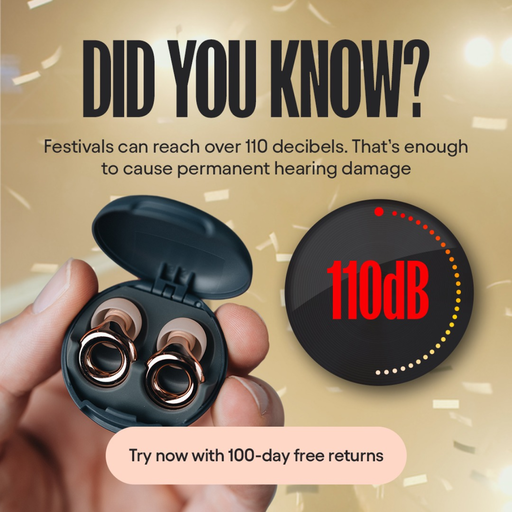 DID YOU KNOW?
Festivals can reach over 110 decibels. That's enough
to cause permanent hearing damage
110dB
Try now with 100-day free returns